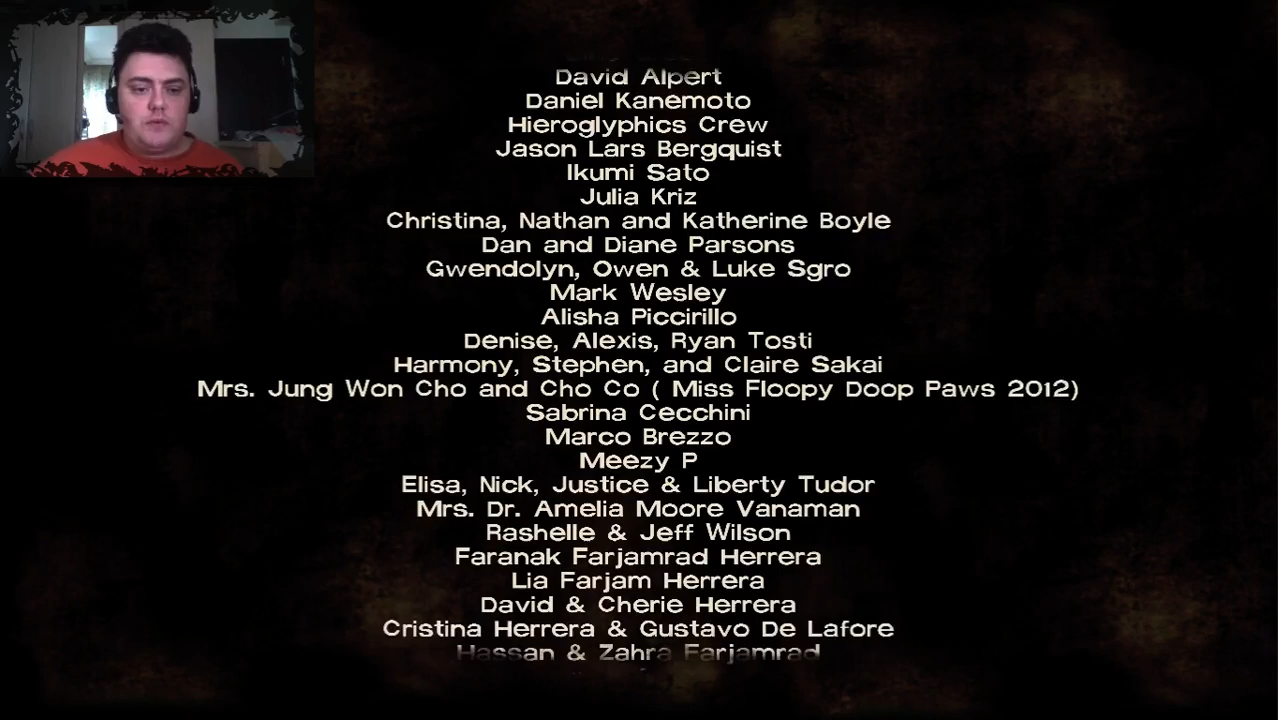 David Alpert
Daniel Kanemoto
Hieroglyphics Crew
Jason Lars Bergquist
Ikumi Sato
Julia Kriz
Christina, Nathan and Katherine Boyle
Dan and Diane Parsons
Gwendolyn, Owen & Luke Sgro
Mark Wesley
Alisha Piccirillo
Denise, Alexis, Ryan Tosti
Harmony, Stephen, and Claire Sakai
Mrs. Jung Won Cho and Cho Co ( Miss Floopy Doop Paws 2012)
Sabrina Cecchini
Marco Brezzo
Meezy P
Elisa, Nick, Justice & Liberty Tudor
Mrs. Dr. Amelia Moore Vanaman
Rashelle & Jeff Wilson
Faranak Farjamrad Herrera
Lia Farjam Herrera
David & Cherie Herrera
Cristina Herrera & Gustavo De Lafore
Hassan & Zahra Farjamrad